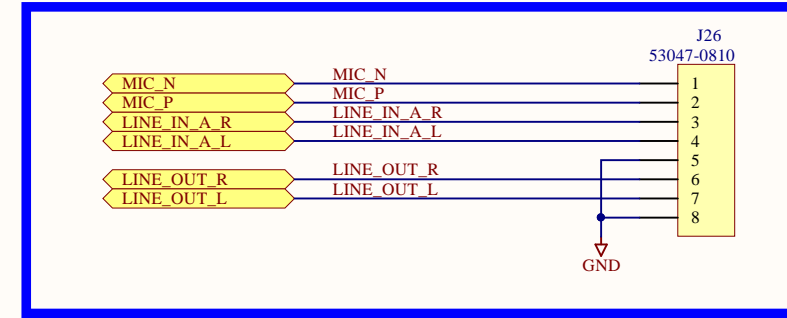 J26
53047-0810
MIC_N MIC_N 1
MIC_P MIC_P 2
LINE_IN_A_R LINE_IN_A_R 3
LINE_IN_A_L LINE_IN_A_L 4
5
LINE_OUT_R LINE_OUT_R 6
LINE_OUT_L LINE_OUT_L 7
8
GND